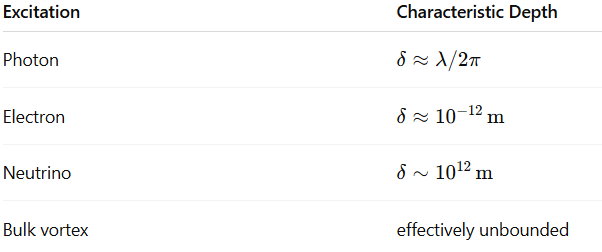 Excitation Characteristic Depth
Photon δ ≈ λ/2π
Electron δ ≈ 10⁻¹² m
Neutrino δ ∼ 10¹² m
Bulk vortex effectively unbounded